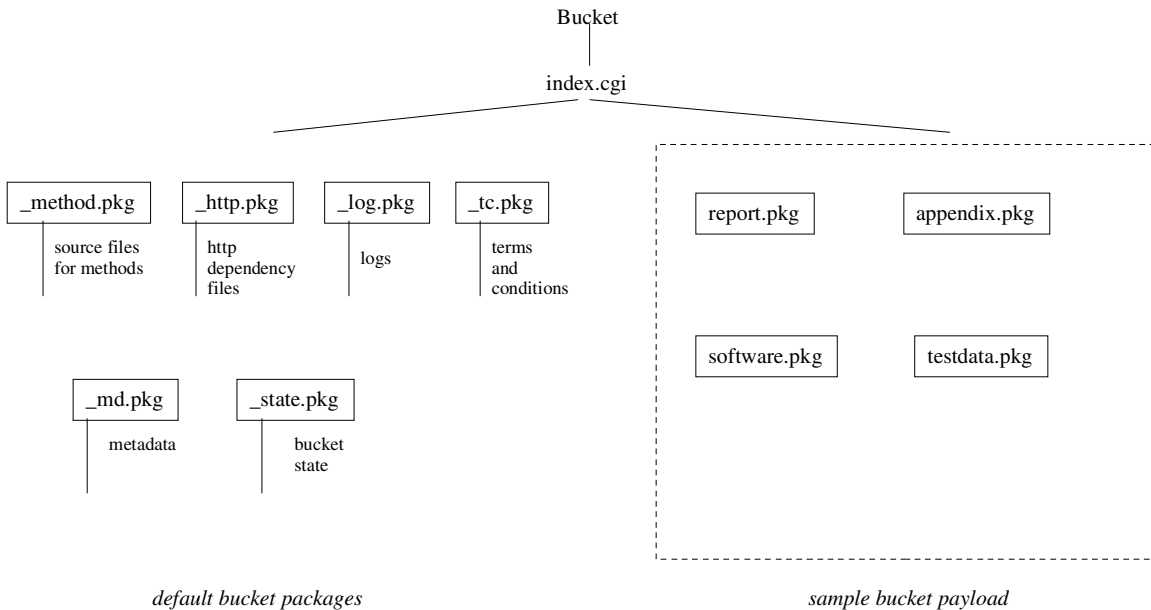 Bucket
index.cgi
_method.pkg
_http.pkg
_log.pkg
_tc.pkg
report.pkg
appendix.pkg
source files
for methods
http
dependency
files
logs
terms
and
conditions
software.pkg
testdata.pkg
_md.pkg
_state.pkg
metadata
bucket
state
default bucket packages
sample bucket payload